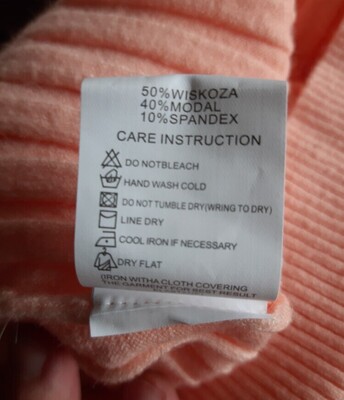 50%WISKOZA
40%MODAL
10%SPANDEX
CARE INSTRUCTION
DO NOTBLEACH
HAND WASH COLD
DO NOT TUMBLE DRY(WRING TO DRY)
LINE DRY
COOL IRON IF NECESSARY
DRY FLAT
(IRON WITHA CLOTH COVERING
THE GARMENT FOR BEST RESULT